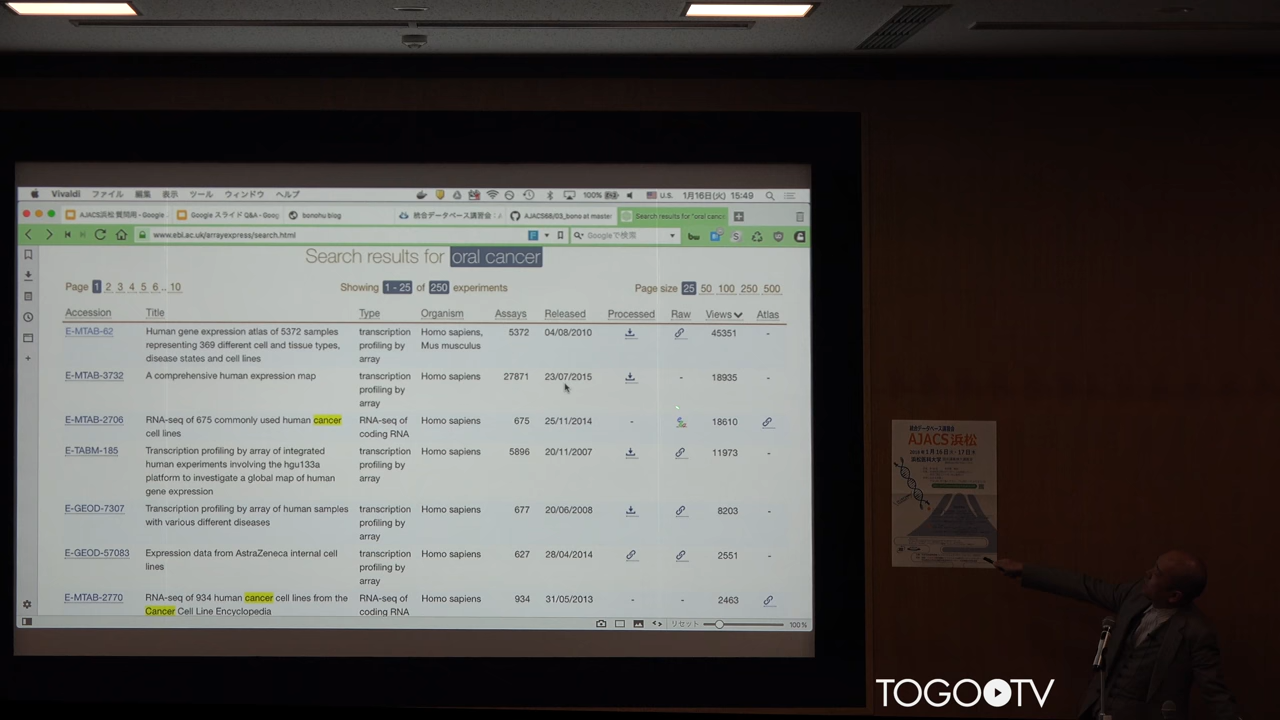 Vivaldi ファイル 編集 表示 ツール ウィンドウ ヘルプ 100% U.S. 1月16日(火) 15:49
AJACS浜松 質問用 - Google Google スライド Q&A - Goog bonohu blog 統合データベース講習会：A AJACS68/03_bono at master Search results for "oral canc
www.ebi.ac.uk/arrayexpress/search.html Googleで検索
Search results for oral cancer
Page 1 2 3 4 5 6 .. 10 Showing 1 - 25 of 250 experiments Page size 25 50 100 250 500
Accession Title Type Organism Assays Released Processed Raw Views Atlas
E-MTAB-62 Human gene expression atlas of 5372 samples transcription Homo sapiens, 5372 04/08/2010 45351 -
representing 369 different cell and tissue types, profiling by Mus musculus
disease states and cell lines array
E-MTAB-3732 A comprehensive human expression map transcription Homo sapiens 27871 23/07/2015 - 18935 -
profiling by
array
E-MTAB-2706 RNA-seq of 675 commonly used human cancer RNA-seq of Homo sapiens 675 25/11/2014 - 18610
cell lines coding RNA
E-TABM-185 Transcription profiling by array of integrated transcription Homo sapiens 5896 20/11/2007 11973 -
human experiments involving the hgu133a profiling by
platform to investigate a global map of human array
gene expression
E-GEOD-7307 Transcription profiling by array of human samples transcription Homo sapiens 677 20/06/2008 8203 -
with various different diseases profiling by
array
E-GEOD-57083 Expression data from AstraZeneca internal cell transcription Homo sapiens 627 28/04/2014 2551 -
lines profiling by
array
E-MTAB-2770 RNA-seq of 934 human cancer cell lines from the RNA-seq of Homo sapiens 934 31/05/2013 - - 2463
Cancer Cell Line Encyclopedia coding RNA
リセット 100 %
統合データベース講習会
AJACS浜松
TOGO TV